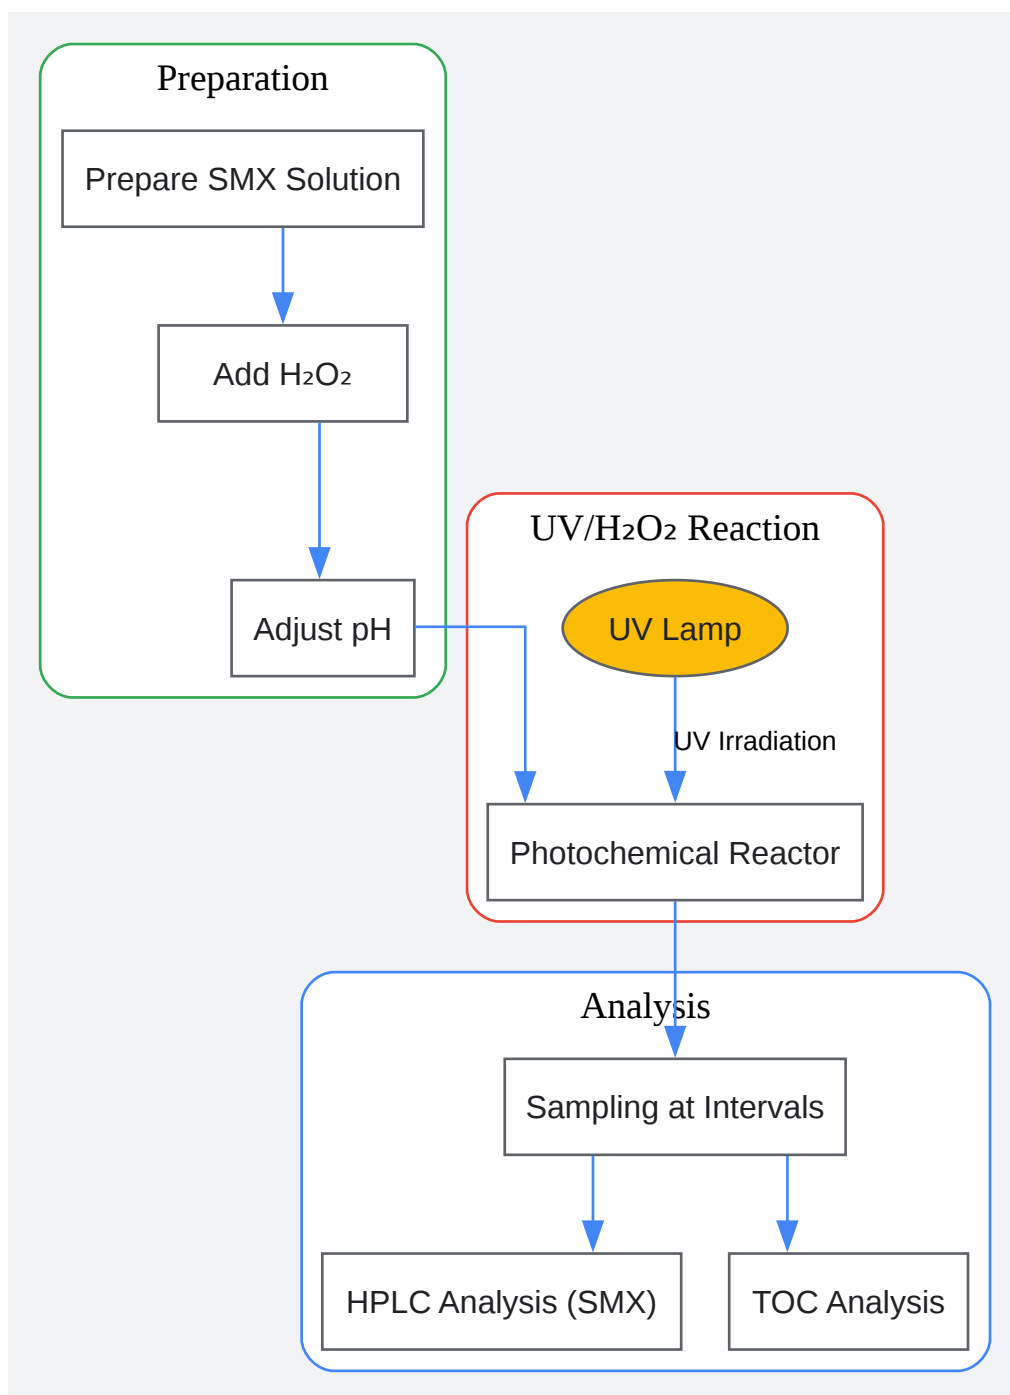 Preparation
Prepare SMX Solution
Add H₂O₂
Adjust pH
UV/H₂O₂ Reaction
UV Lamp
UV Irradiation
Photochemical Reactor
Analysis
Sampling at Intervals
HPLC Analysis (SMX)
TOC Analysis